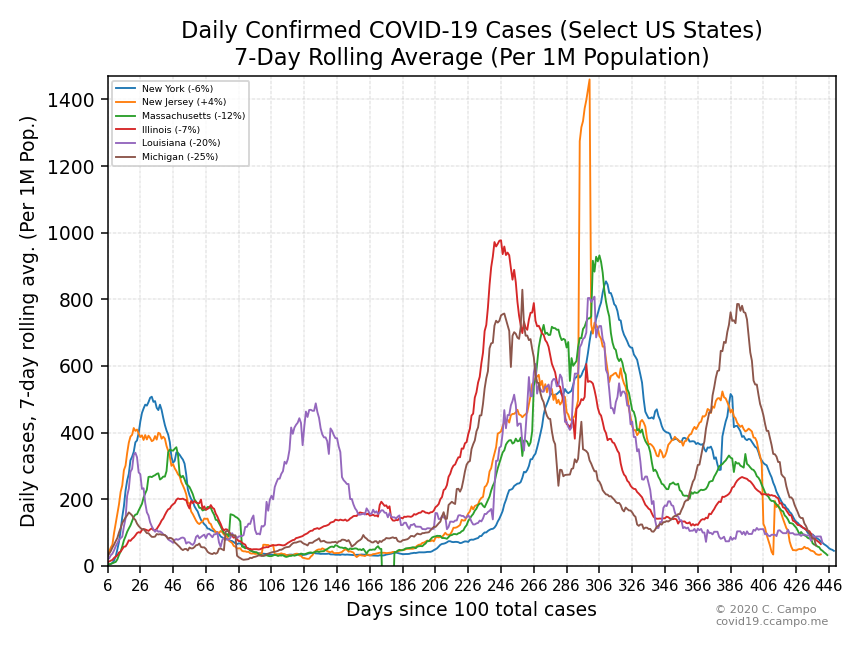 Daily Confirmed COVID-19 Cases (Select US States)
7-Day Rolling Average (Per 1M Population)
New York (-6%)
New Jersey (+4%)
Massachusetts (-12%)
Illinois (-7%)
Louisiana (-20%)
Michigan (-25%)
Daily cases, 7-day rolling avg. (Per 1M Pop.)
1400
1200
1000
800
600
400
200
0
6 26 46 66 86 106 126 146 166 186 206 226 246 266 286 306 326 346 366 386 406 426 446
Days since 100 total cases
© 2020 C. Campo
covid19.ccampo.me